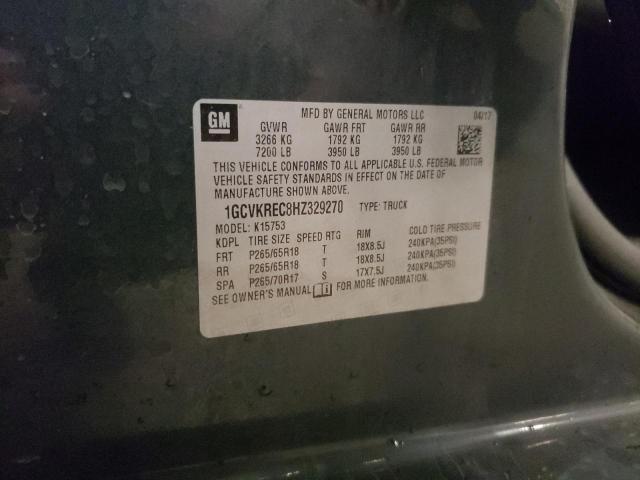 GM
MFD BY GENERAL MOTORS LLC 04/17
GVWR GAWR FRT GAWR RR
3266 KG 1792 KG 1792 KG
7200 LB 3950 LB 3950 LB
THIS VEHICLE CONFORMS TO ALL APPLICABLE U.S. FEDERAL MOTOR
VEHICLE SAFETY STANDARDS IN EFFECT ON THE DATE OF
MANUFACTURE SHOWN ABOVE.
1GCVKREC8HZ329270 TYPE: TRUCK
MODEL: K15753
KDPL TIRE SIZE SPEED RTG RIM COLD TIRE PRESSURE
FRT P265/65R18 T 18X8.5J 240KPA(35PSI)
RR P265/65R18 T 18X8.5J 240KPA(35PSI)
SPA P265/70R17 S 17X7.5J 240KPA(35PSI)
SEE OWNER'S MANUAL FOR MORE INFORMATION.